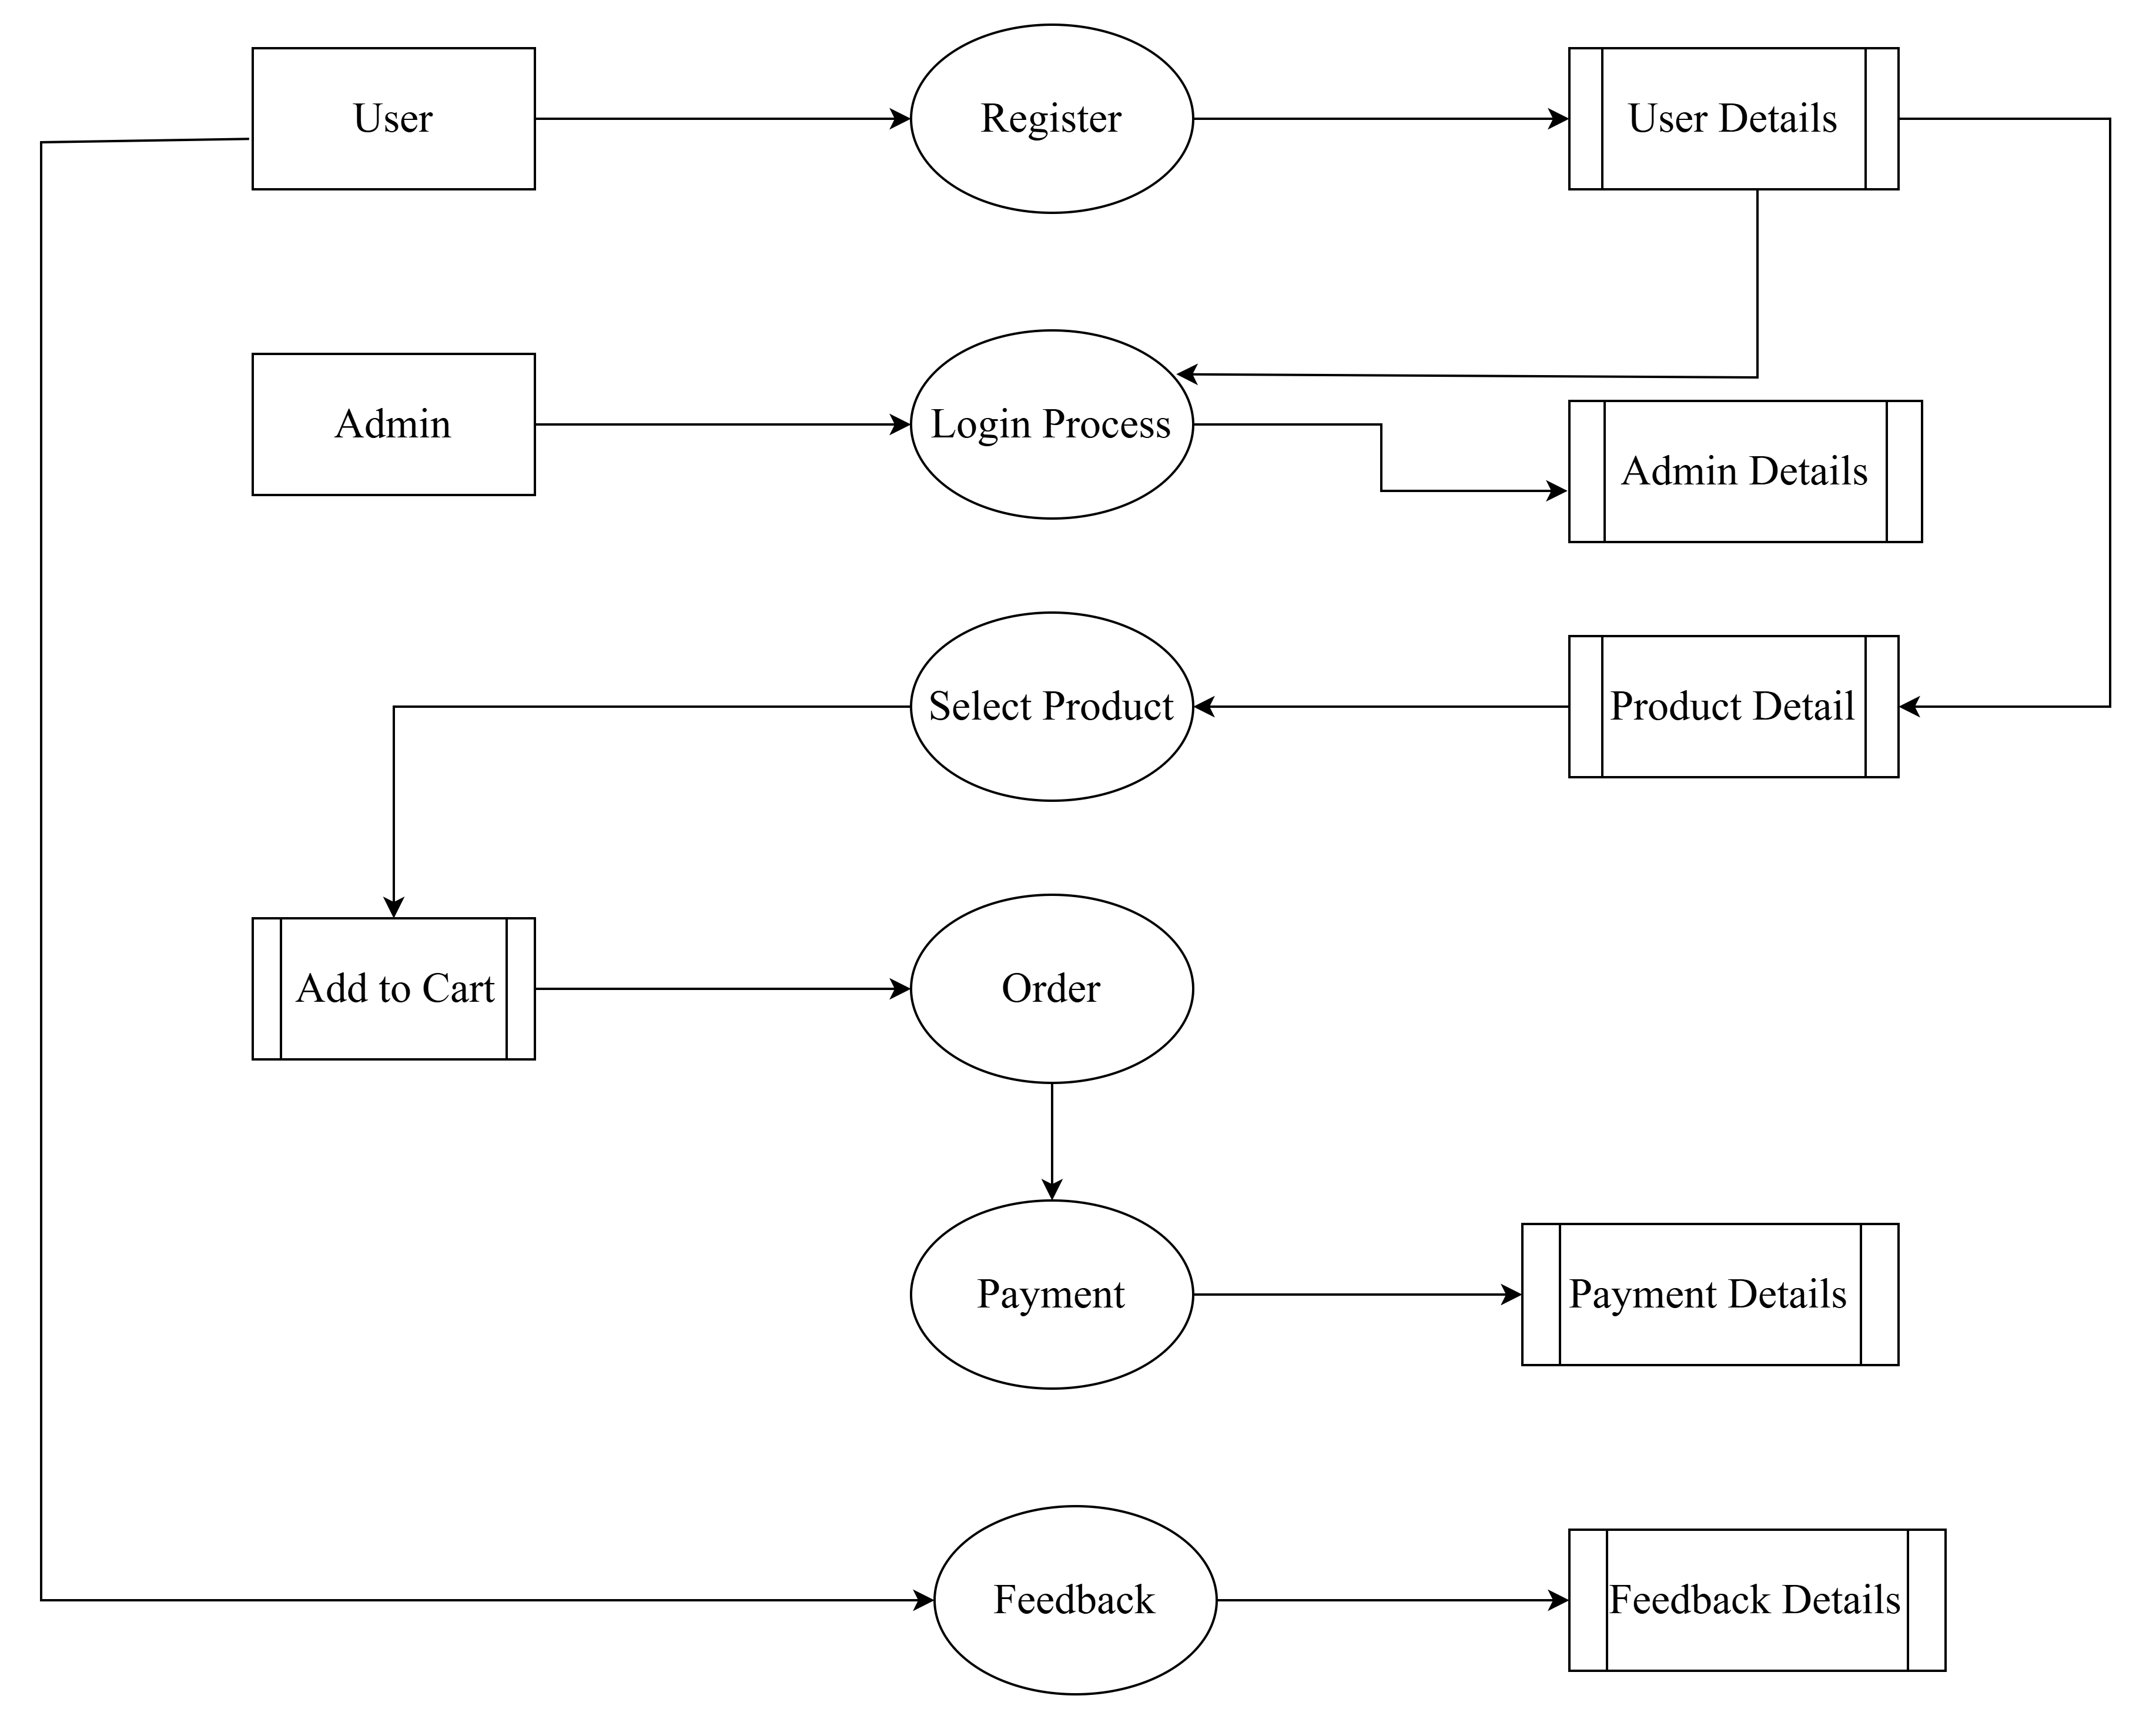 User
Register
User Details
Admin
Login Process
Admin Details
Select Product
Product Detail
Add to Cart
Order
Payment
Payment Details
Feedback
Feedback Details